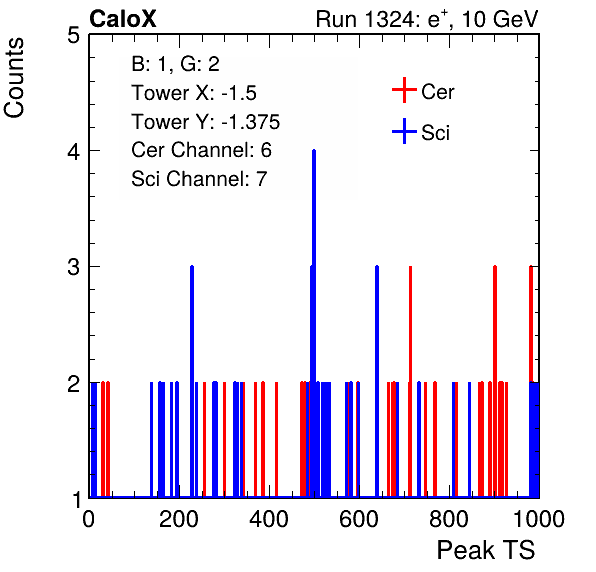 CaloX
Run 1324: e⁺, 10 GeV
B: 1, G: 2
Tower X: -1.5
Tower Y: -1.375
Cer Channel: 6
Sci Channel: 7
Cer
Sci
Counts
5
4
3
2
1
0 200 400 600 800 1000
Peak TS